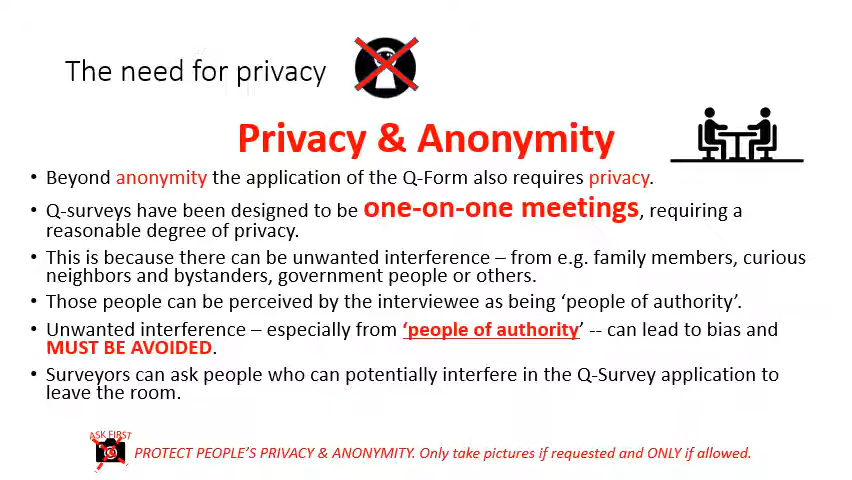 The need for privacy
Privacy & Anonymity
• Beyond anonymity the application of the Q-Form also requires privacy.
• Q-surveys have been designed to be one-on-one meetings, requiring a
reasonable degree of privacy.
• This is because there can be unwanted interference – from e.g. family members, curious
neighbors and bystanders, government people or others.
• Those people can be perceived by the interviewee as being ‘people of authority’.
• Unwanted interference – especially from ‘people of authority’ -- can lead to bias and
MUST BE AVOIDED.
• Surveyors can ask people who can potentially interfere in the Q-Survey application to
leave the room.
ASK FIRST
PROTECT PEOPLE’S PRIVACY & ANONYMITY. Only take pictures if requested and ONLY if allowed.